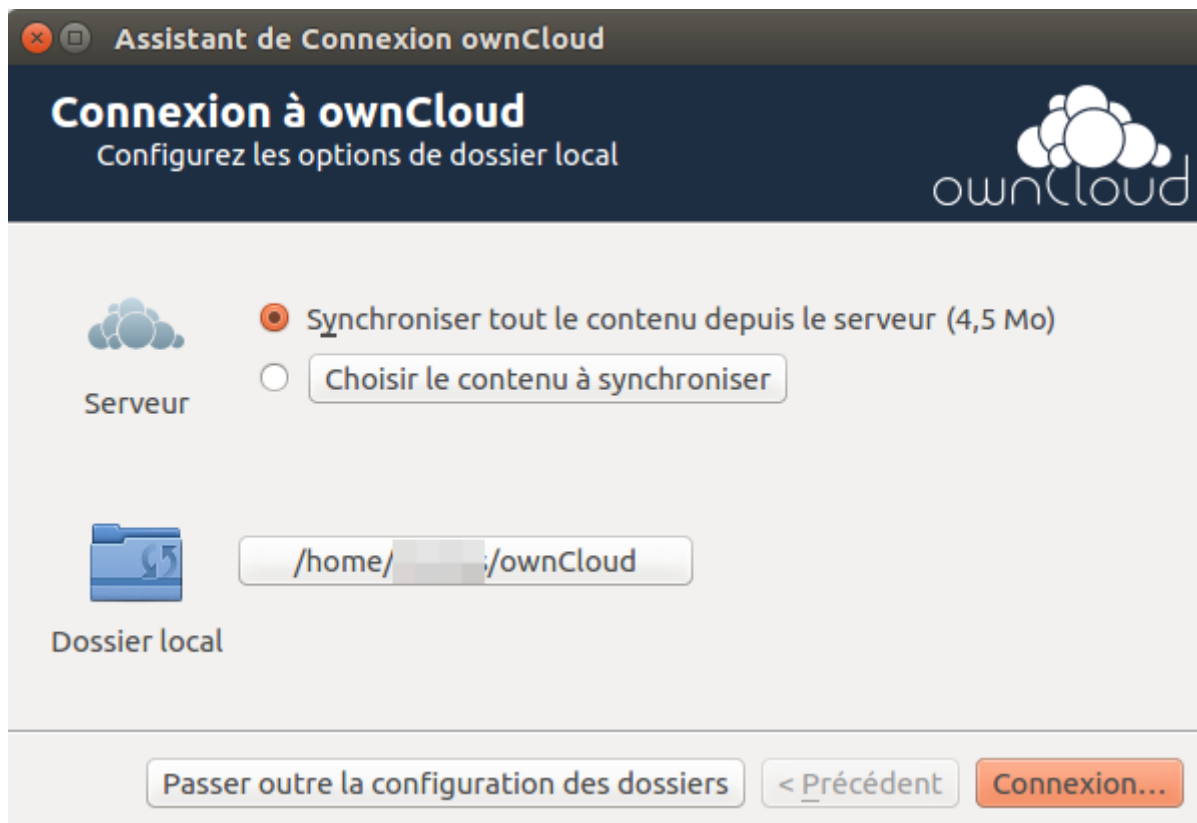 Assistant de Connexion ownCloud
Connexion à ownCloud
Configurez les options de dossier local
ownCloud
Synchroniser tout le contenu depuis le serveur (4,5 Mo)
Choisir le contenu à synchroniser
Serveur
/home/ /ownCloud
Dossier local
Passer outre la configuration des dossiers
< Précédent
Connexion...